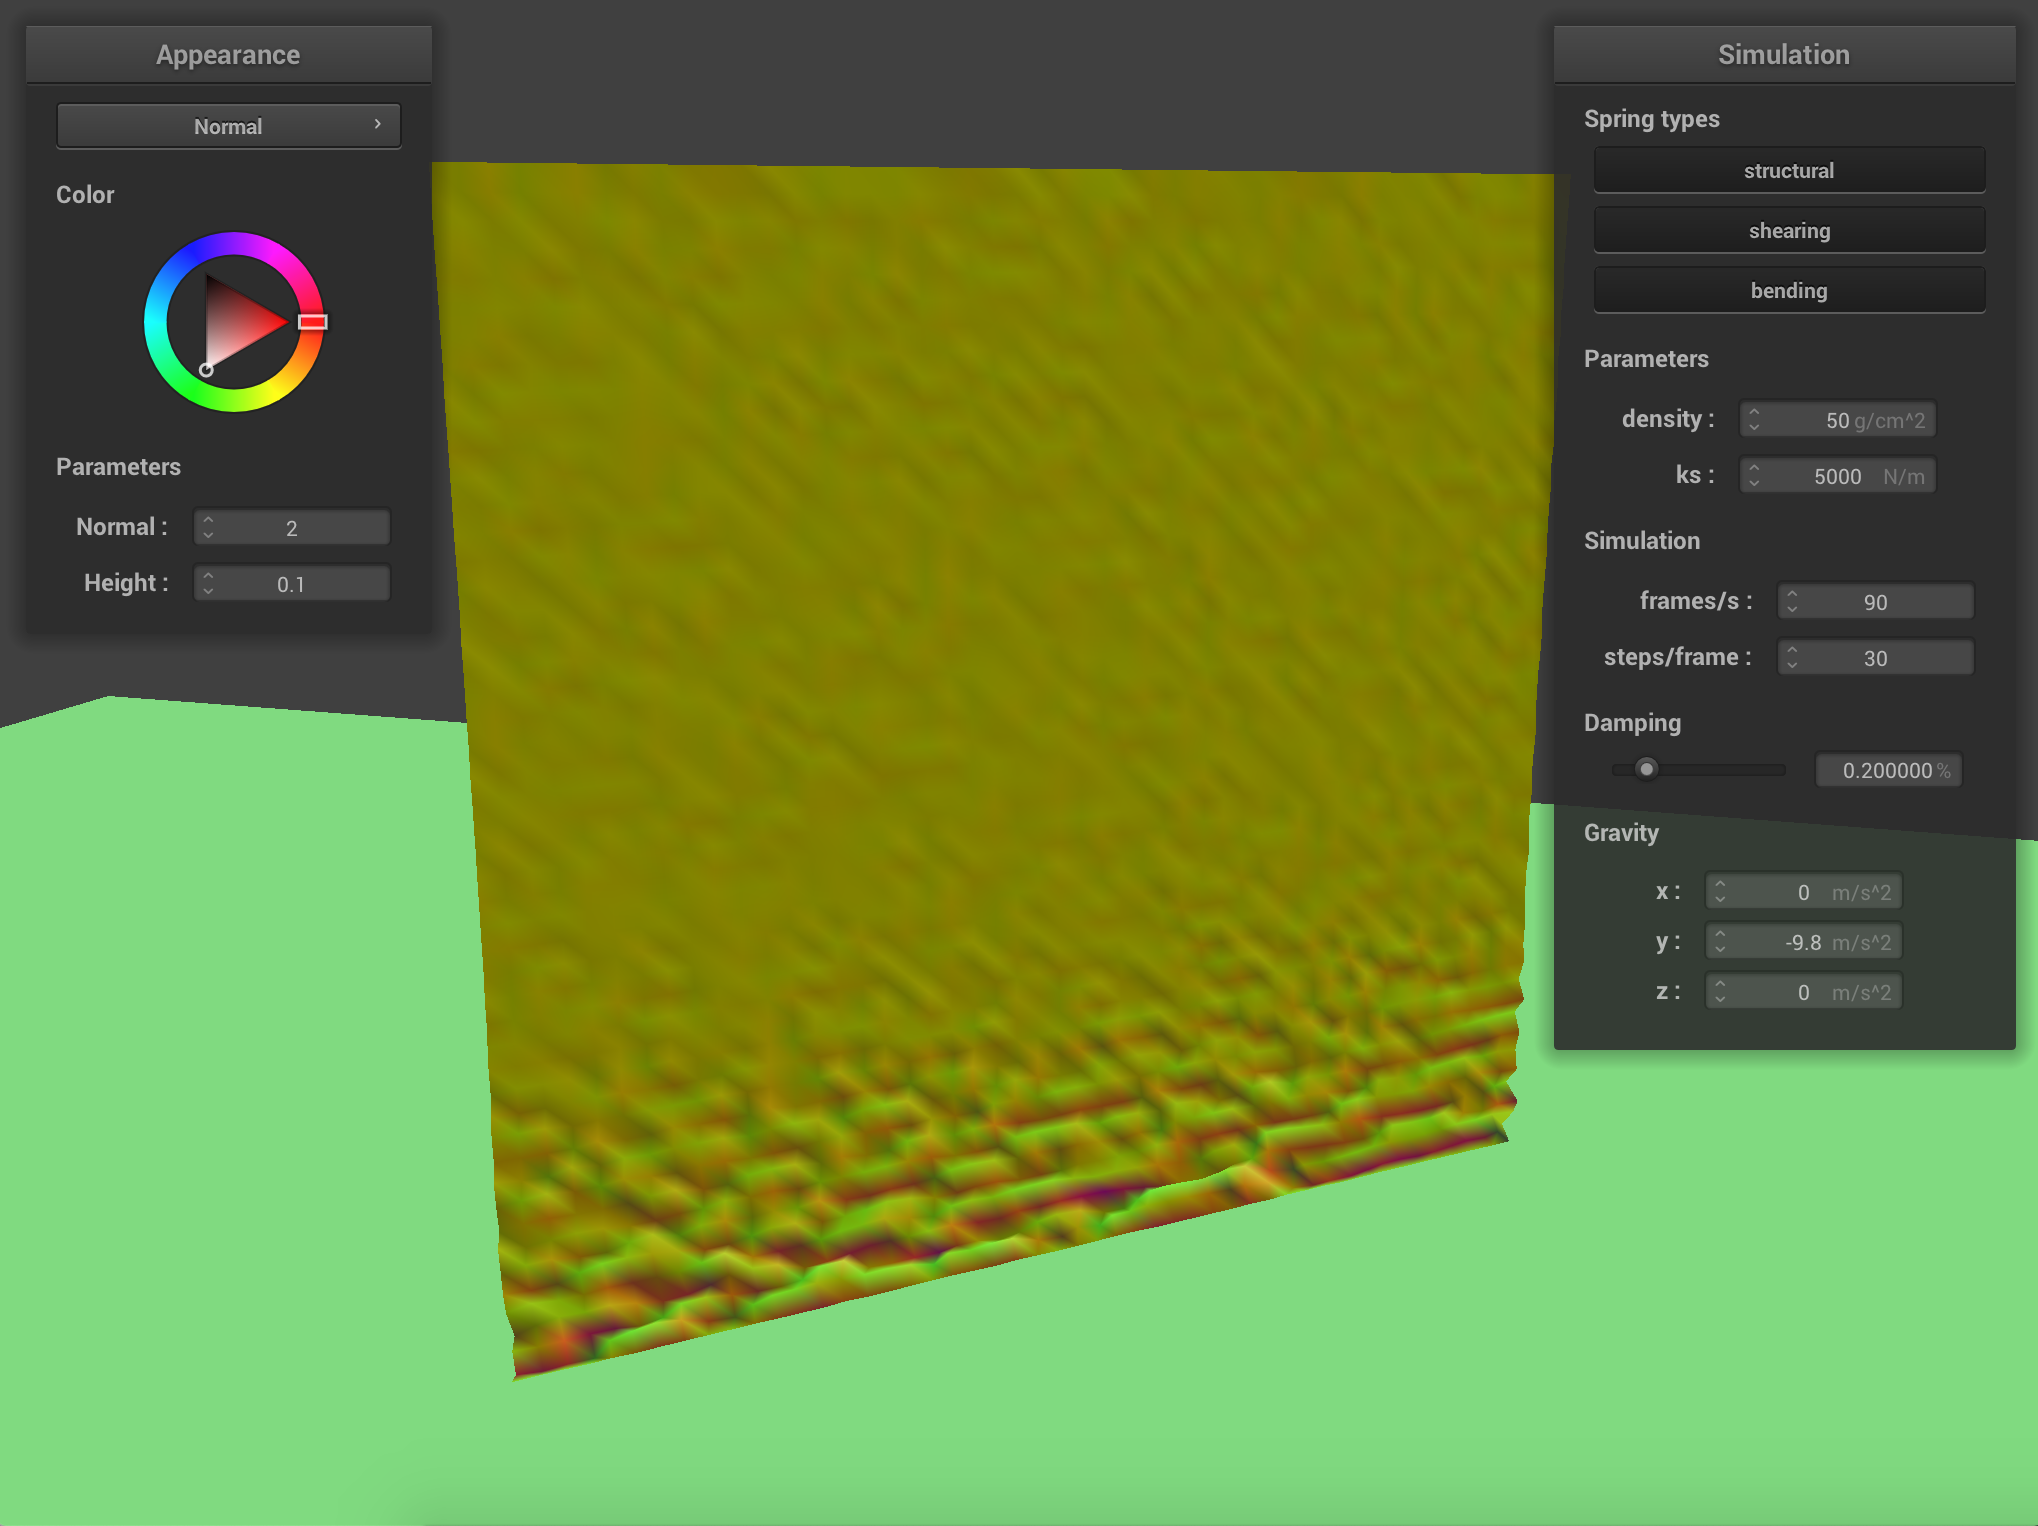 Appearance
Normal
Color
Parameters
Normal : 2
Height : 0.1
Simulation
Spring types
structural
shearing
bending
Parameters
density : 50 g/cm^2
ks : 5000 N/m
Simulation
frames/s : 90
steps/frame : 30
Damping
0.200000 %
Gravity
x : 0 m/s^2
y : -9.8 m/s^2
z : 0 m/s^2